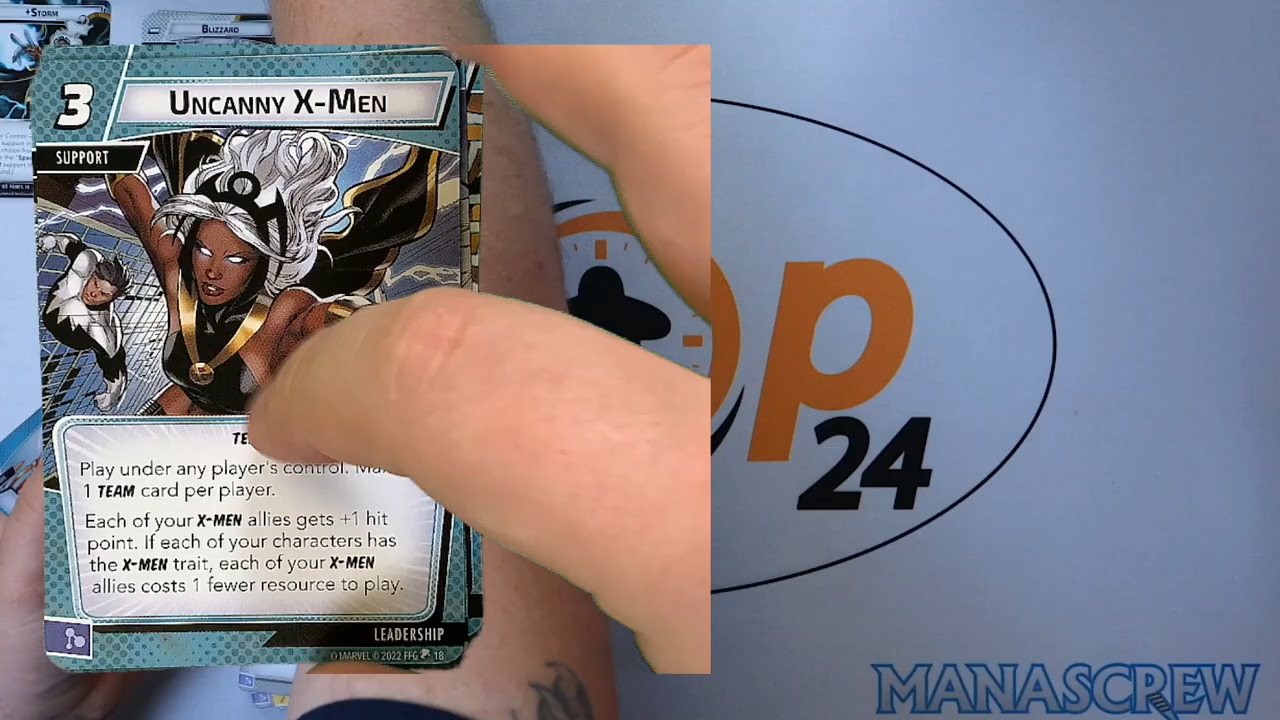 +STORM
BLIZZARD
3
UNCANNY X-MEN
SUPPORT
Play under any player's control.
1 TEAM card per player.
Each of your X-MEN allies gets +1 hit
point. If each of your characters has
the X-MEN trait, each of your X-MEN
allies costs 1 fewer resource to play.
LEADERSHIP
© MARVEL © 2022 FFG 18
p
24
MANASCREW